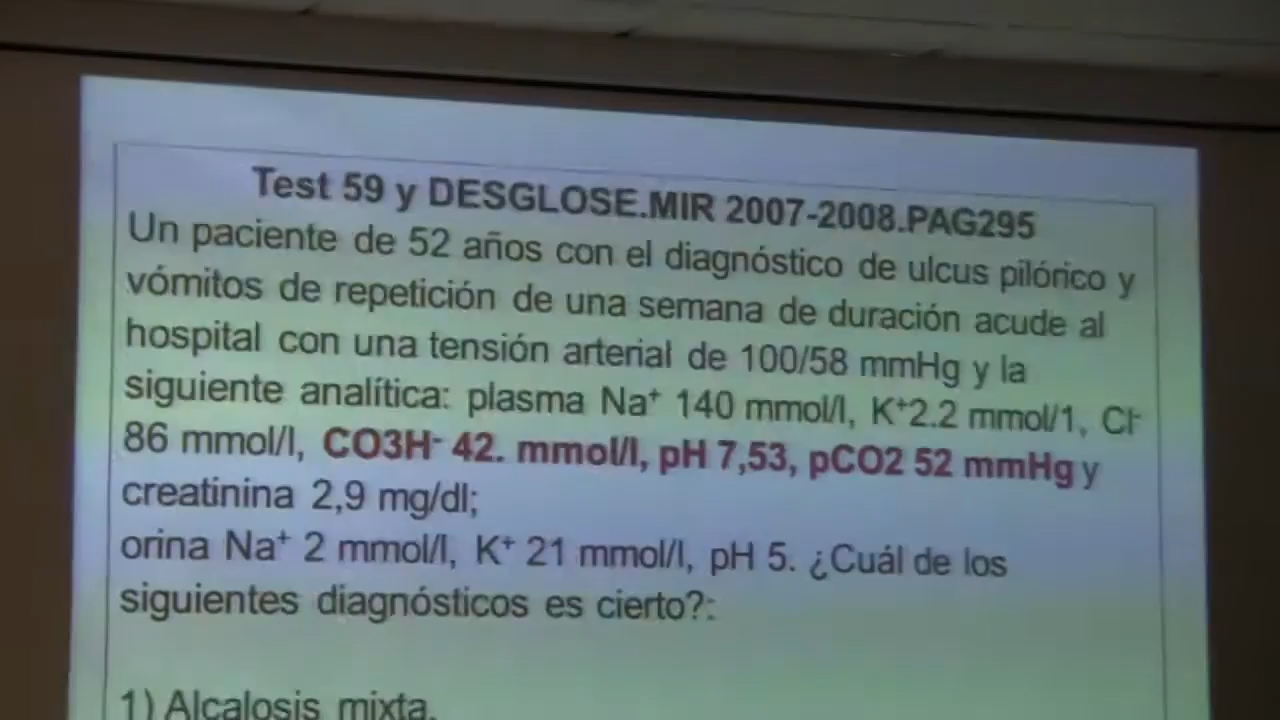 Test 59 y DESGLOSE.MIR 2007-2008.PAG295
Un paciente de 52 años con el diagnóstico de ulcus pilórico y
vómitos de repetición de una semana de duración acude al
hospital con una tensión arterial de 100/58 mmHg y la
siguiente analítica: plasma Na⁺ 140 mmol/l, K⁺2.2 mmol/1, Cl⁻
86 mmol/l, CO3H⁻ 42. mmol/l, pH 7,53, pCO2 52 mmHg y
creatinina 2,9 mg/dl;
orina Na⁺ 2 mmol/l, K⁺ 21 mmol/l, pH 5. ¿Cuál de los
siguientes diagnósticos es cierto?:
1) Alcalosis mixta.